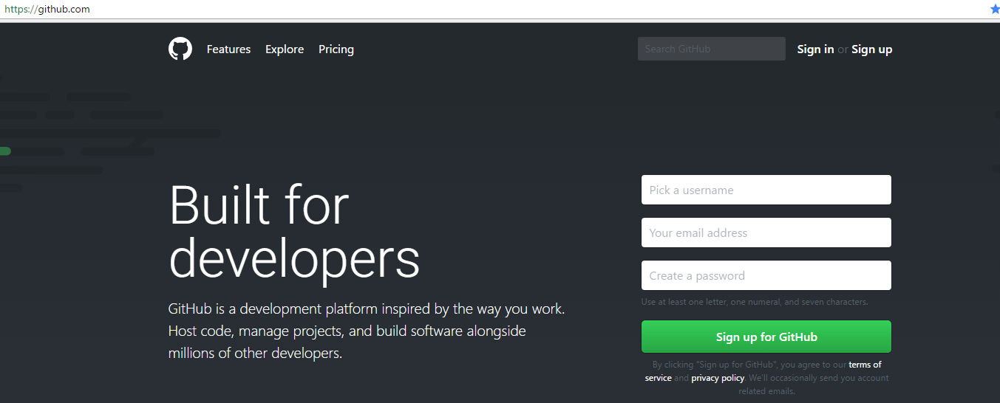 https://github.com
Features Explore Pricing Search GitHub Sign in or Sign up
Built for
developers
GitHub is a development platform inspired by the way you work.
Host code, manage projects, and build software alongside
millions of other developers.
Pick a username
Your email address
Create a password
Use at least one letter, one numeral, and seven characters.
Sign up for GitHub
By clicking "Sign up for GitHub", you agree to our terms of
service and privacy policy. We'll occasionally send you account
related emails.